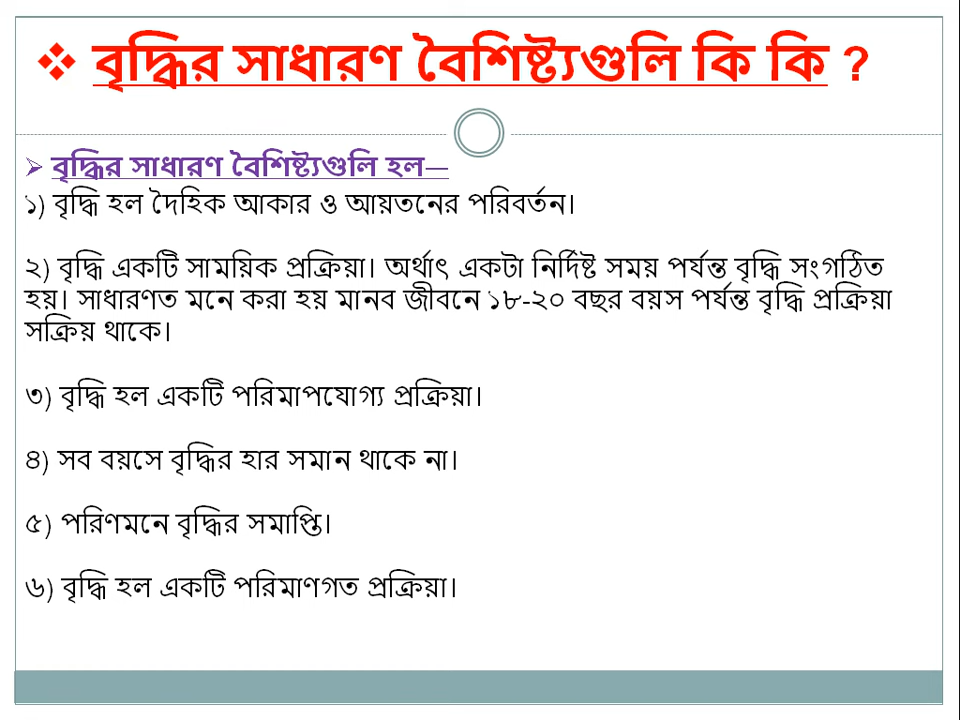 ❖ বৃদ্ধির সাধারণ বৈশিষ্ট্যগুলি কি কি ?
➢ বৃদ্ধির সাধারণ বৈশিষ্ট্যগুলি হল—
১) বৃদ্ধি হল দৈহিক আকার ও আয়তনের পরিবর্তন।
২) বৃদ্ধি একটি সাময়িক প্রক্রিয়া। অর্থাৎ একটা নির্দিষ্ট সময় পর্যন্ত বৃদ্ধি সংগঠিত
হয়। সাধারণত মনে করা হয় মানব জীবনে ১৮-২০ বছর বয়স পর্যন্ত বৃদ্ধি প্রক্রিয়া
সক্রিয় থাকে।
৩) বৃদ্ধি হল একটি পরিমাপযোগ্য প্রক্রিয়া।
৪) সব বয়সে বৃদ্ধির হার সমান থাকে না।
৫) পরিণমনে বৃদ্ধির সমাপ্তি।
৬) বৃদ্ধি হল একটি পরিমাণগত প্রক্রিয়া।